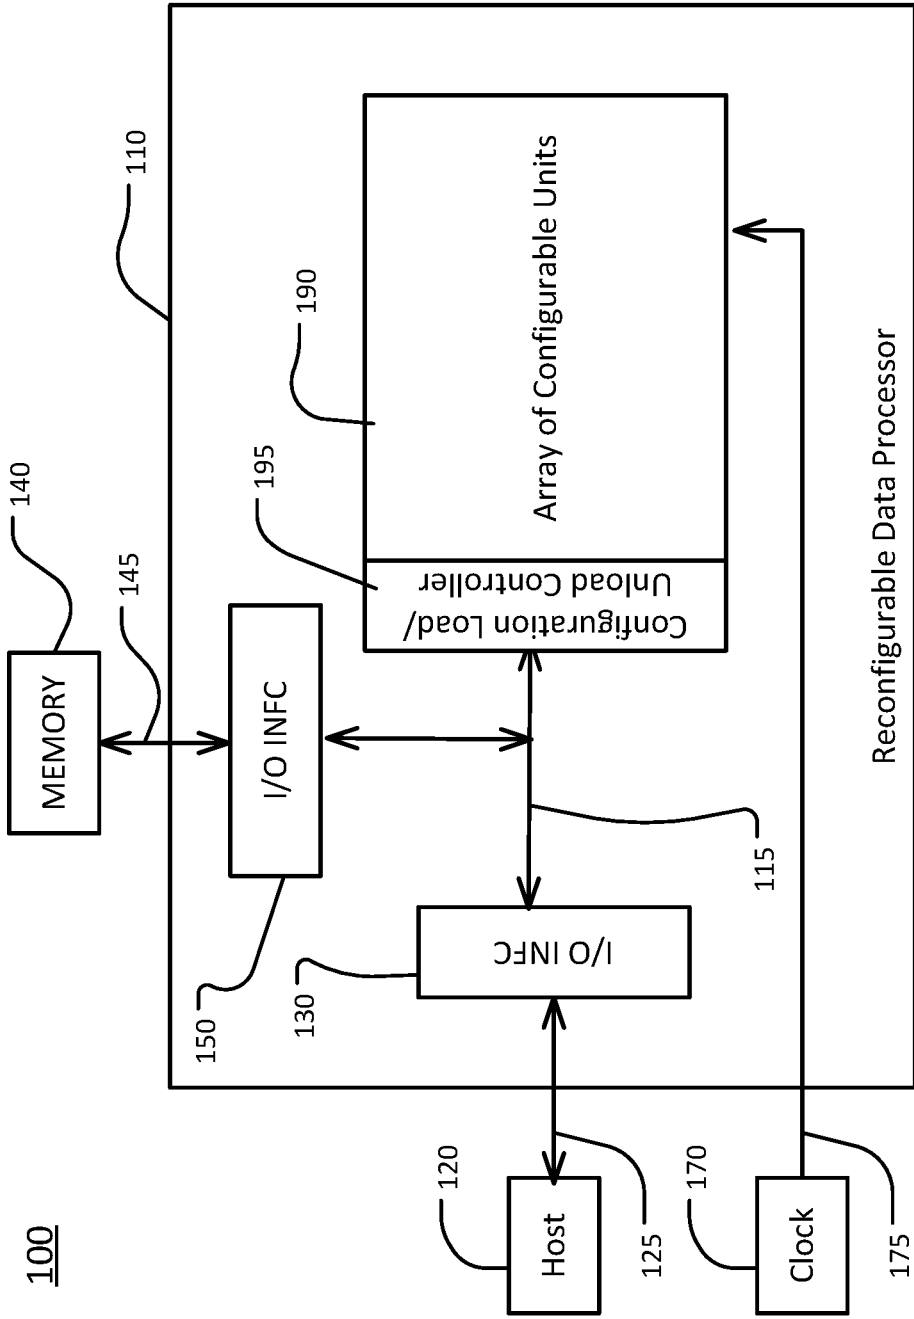 100
110
140
MEMORY
145
190
195
I/O INFC
150
130
I/O INFC
Configuration Load/
Unload Controller
Array of Configurable Units
115
120
Host
125
170
Clock
175
Reconfigurable Data Processor